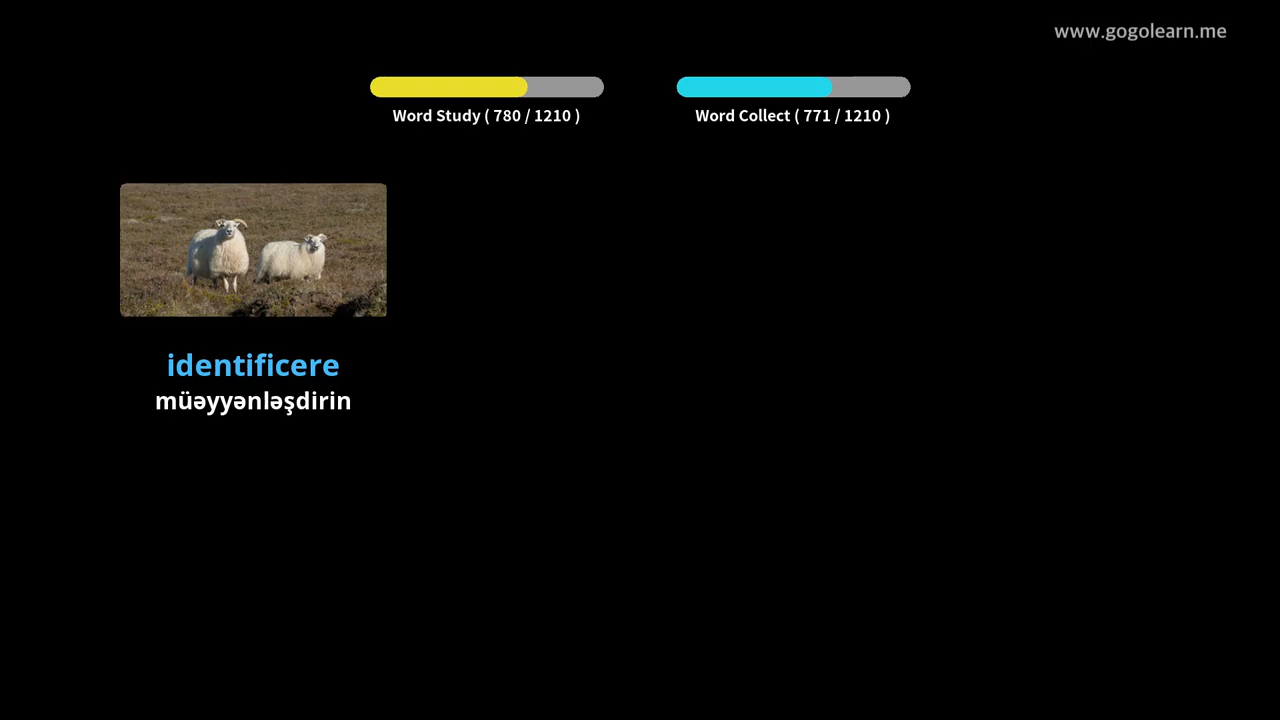 www.gogolearn.me
Word Study ( 780 / 1210 )
Word Collect ( 771 / 1210 )
identificere
müəyyənləşdirin